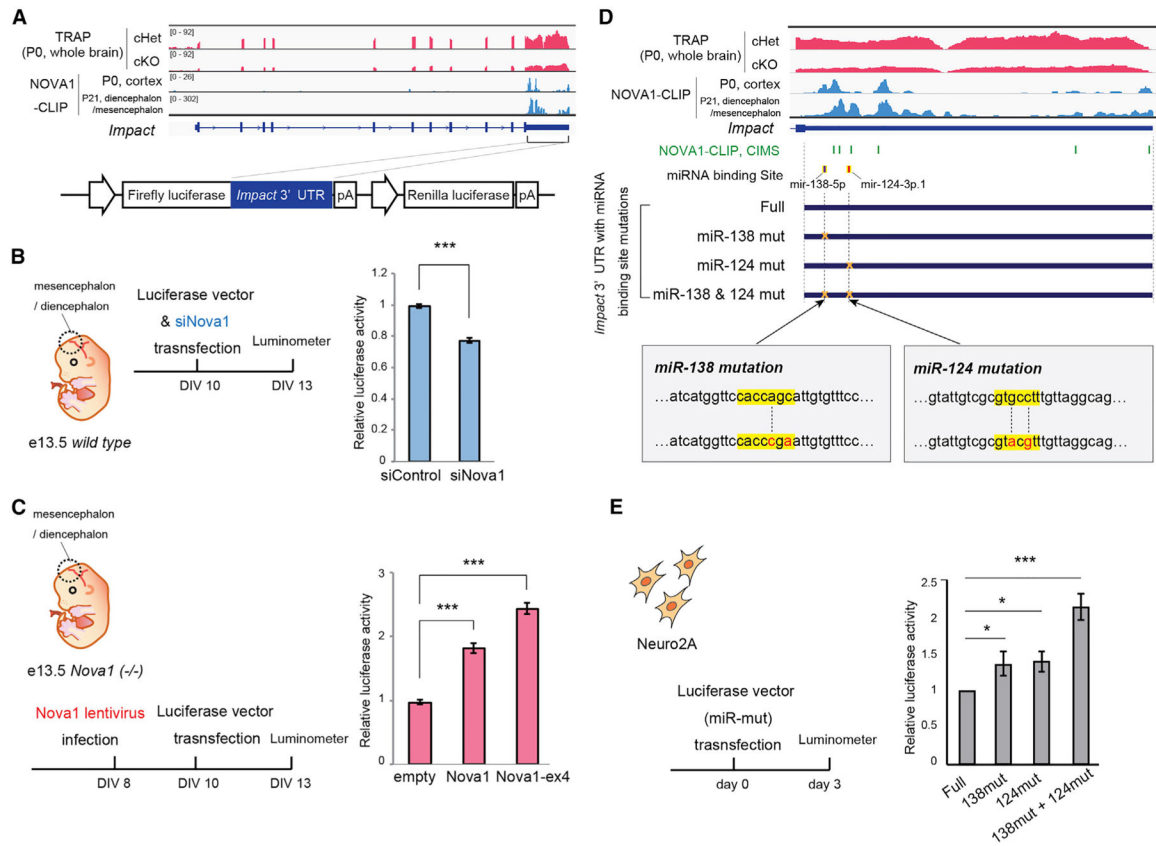 A
TRAP
(P0, whole brain)
cHet
cKO
NOVA1
-CLIP
P0, cortex
P21, diencephalon
/mesencephalon
[0 - 92]
[0 - 92]
[0 - 26]
[0 - 302]
Impact
Firefly luciferase
Impact 3' UTR
pA
Renilla luciferase
pA
B
mesencephalon
/ diencephalon
e13.5 wild type
Luciferase vector
& siNova1
trasnsfection
Luminometer
DIV 10
DIV 13
Relative luciferase activity
1.2
1
0.8
0.6
0.4
0.2
0
***
siControl
siNova1
C
mesencephalon
/ diencephalon
e13.5 Nova1 (-/-)
Nova1 lentivirus
infection
Luciferase vector
trasnsfection
Luminometer
DIV 8
DIV 10
DIV 13
Relative luciferase activity
3
2
1
0
***
***
empty
Nova1
Nova1-ex4
D
TRAP
(P0, whole brain)
cHet
cKO
NOVA1-CLIP
P0, cortex
P21, diencephalon
/mesencephalon
Impact
NOVA1-CLIP, CIMS
miRNA binding Site
mir-138-5p
mir-124-3p.1
Impact 3' UTR with miRNA
binding site mutations
Full
miR-138 mut
miR-124 mut
miR-138 & 124 mut
miR-138 mutation
...atcatggttccaccagcattgtgtttcc...
...atcatggttccacccgaattgtgtttcc...
miR-124 mutation
...gtattgtcgcgtgcctttgttaggcag...
...gtattgtcgcgtacgtttgttaggcag...
E
Neuro2A
Luciferase vector
(miR-mut)
trasnsfection
Luminometer
day 0
day 3
Relative luciferase activity
2.5
2
1.5
1
0.5
0
***
*
*
Full
138mut
124mut
138mut + 124mut